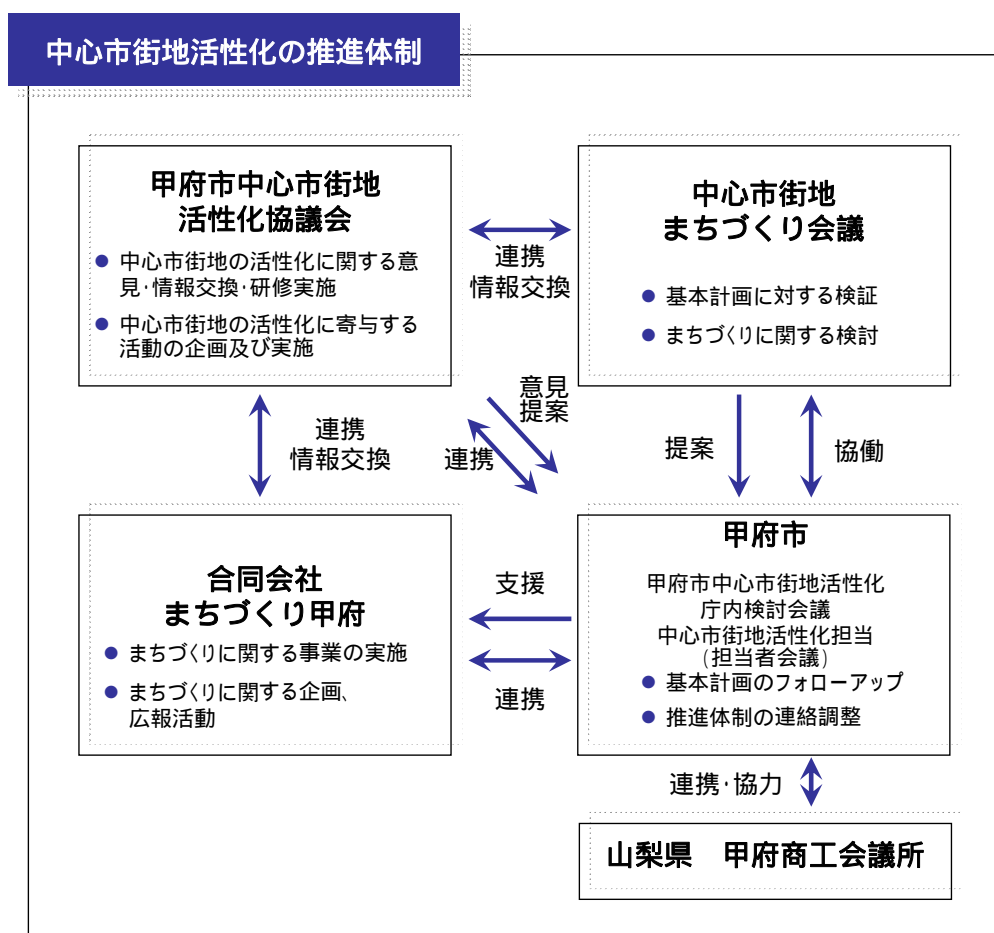 中心市街地活性化の推進体制
甲府市中心市街地
活性化協議会
● 中心市街地の活性化に関する意
見・情報交換・研修実施
● 中心市街地の活性化に寄与する
活動の企画及び実施
連携
情報交換
中心市街地
まちづくり会議
● 基本計画に対する検証
● まちづくりに関する検討
連携
情報交換
意見
提案
連携
提案
協働
合同会社
まちづくり甲府
● まちづくりに関する事業の実施
● まちづくりに関する企画、
広報活動
支援
連携
甲府市
甲府市中心市街地活性化
庁内検討会議
中心市街地活性化担当
(担当者会議)
● 基本計画のフォローアップ
● 推進体制の連絡調整
連携・協力
山梨県　甲府商工会議所